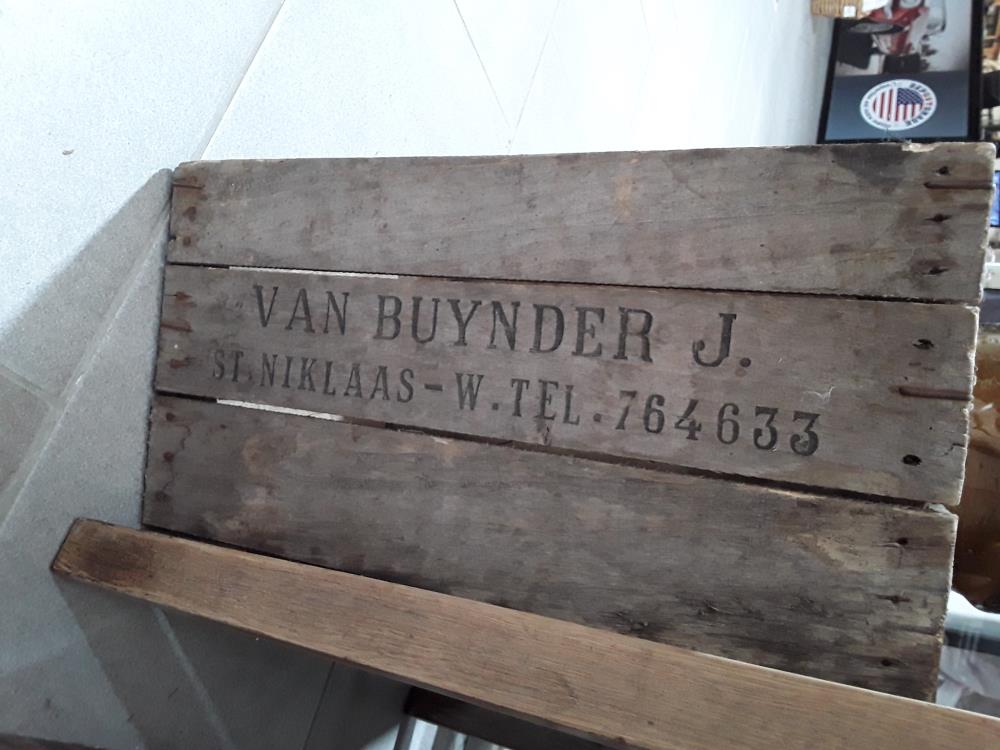 VAN BUYNDER J.
ST.NIKLAAS-W.TEL.764633